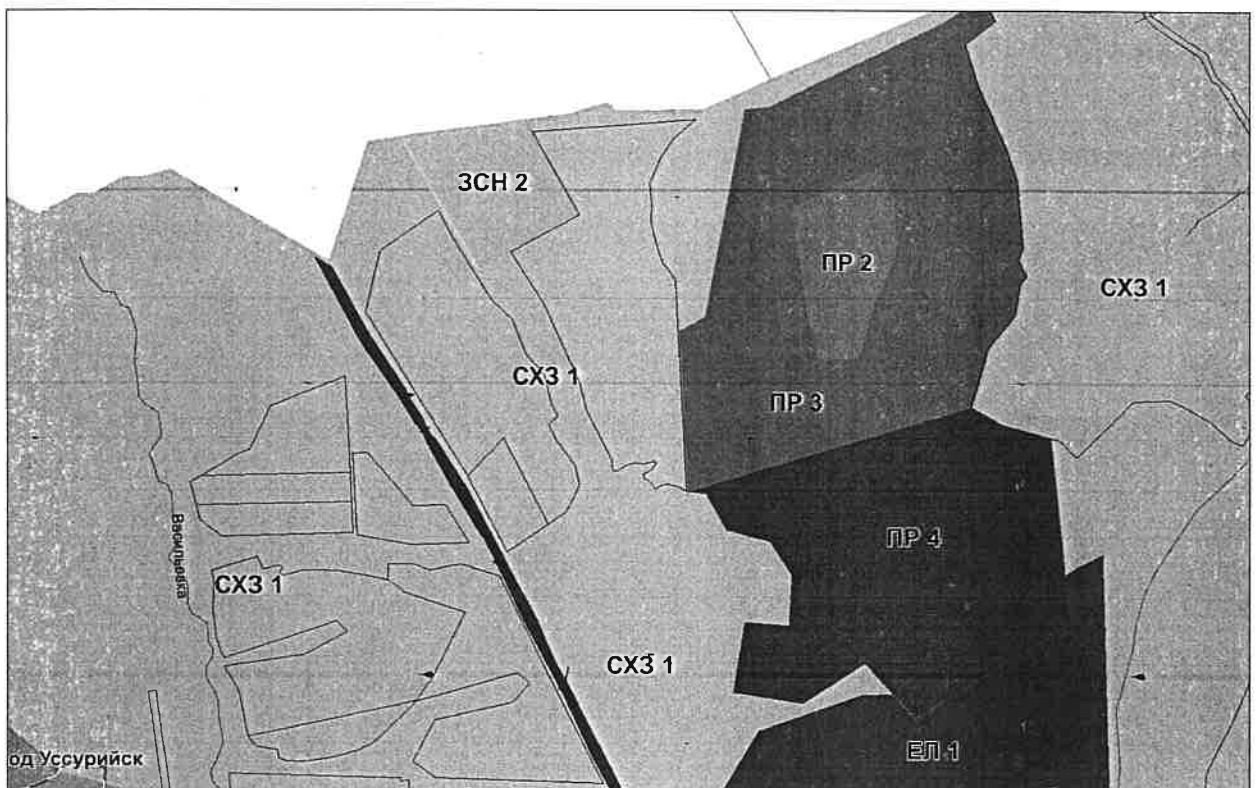 ЗСН 2
ПР 2
СХЗ 1
СХЗ 1
ПР 3
ПР 4
Васильевка
СХЗ 1
СХЗ 1
ЕЛ 1
од Уссурийск